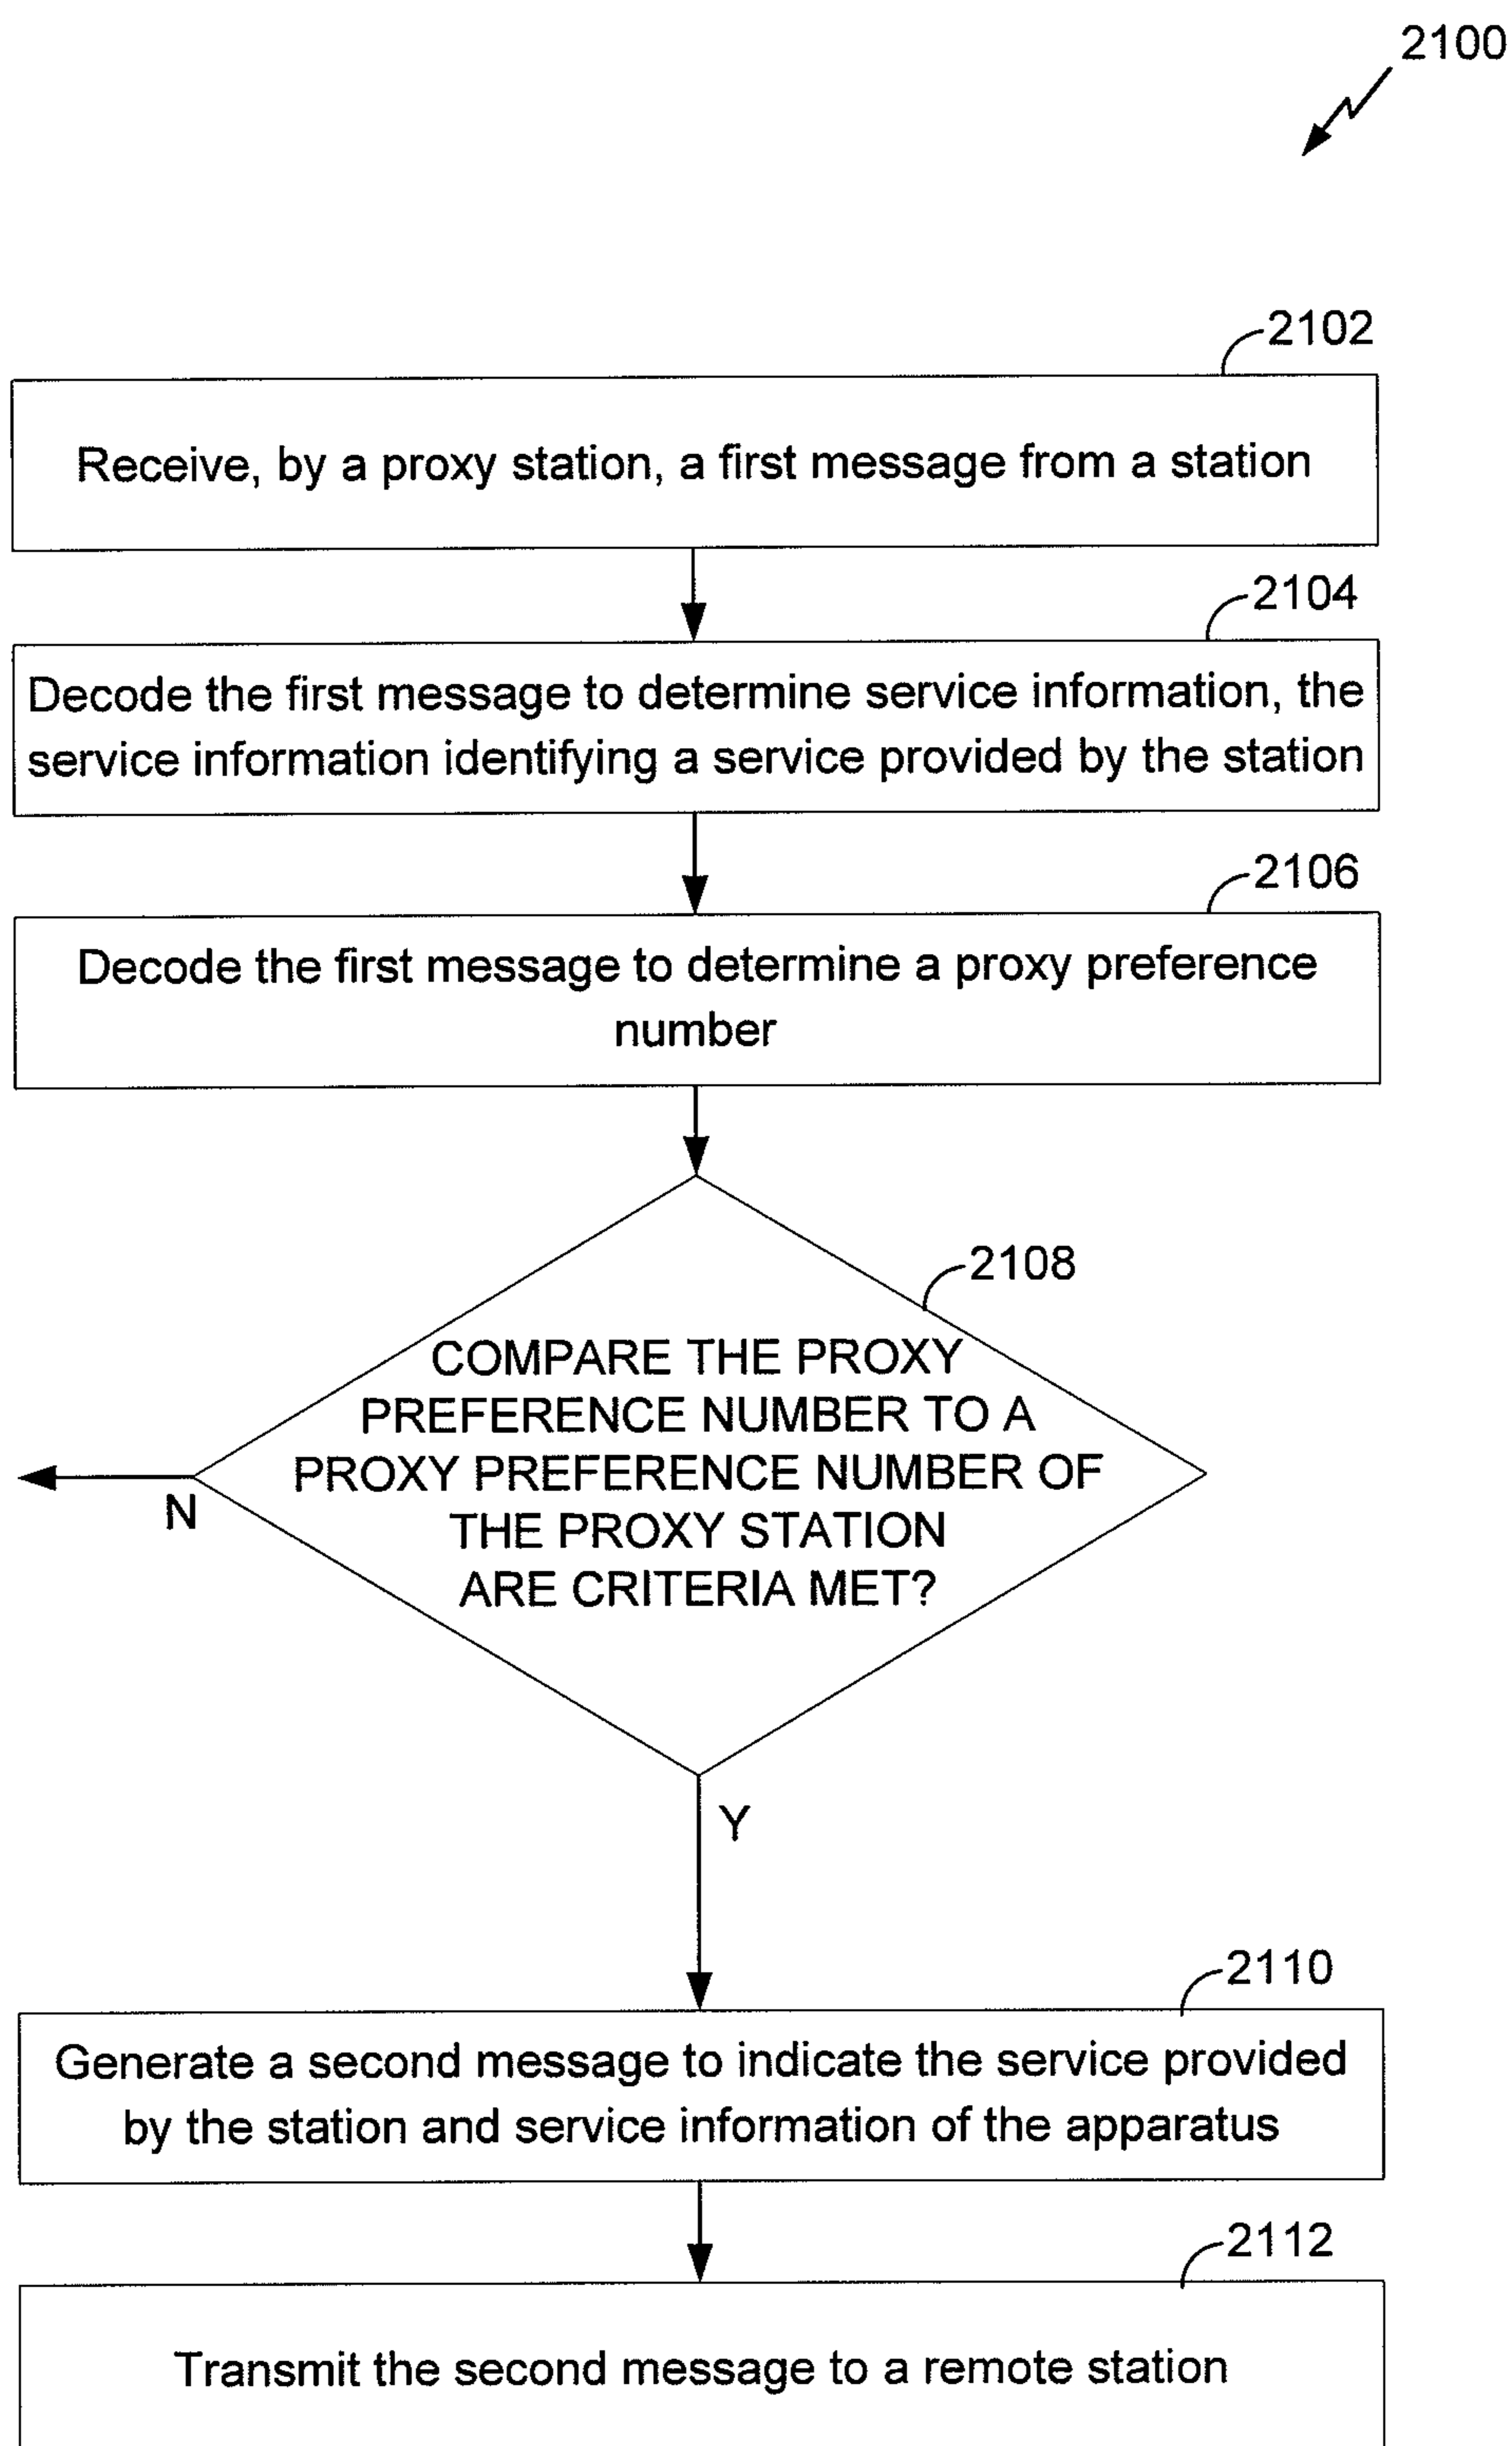 2100
2102
Receive, by a proxy station, a first message from a station
2104
Decode the first message to determine service information, the
service information identifying a service provided by the station
2106
Decode the first message to determine a proxy preference
number
2108
COMPARE THE PROXY
PREFERENCE NUMBER TO A
PROXY PREFERENCE NUMBER OF
THE PROXY STATION
ARE CRITERIA MET?
N
Y
2110
Generate a second message to indicate the service provided
by the station and service information of the apparatus
2112
Transmit the second message to a remote station